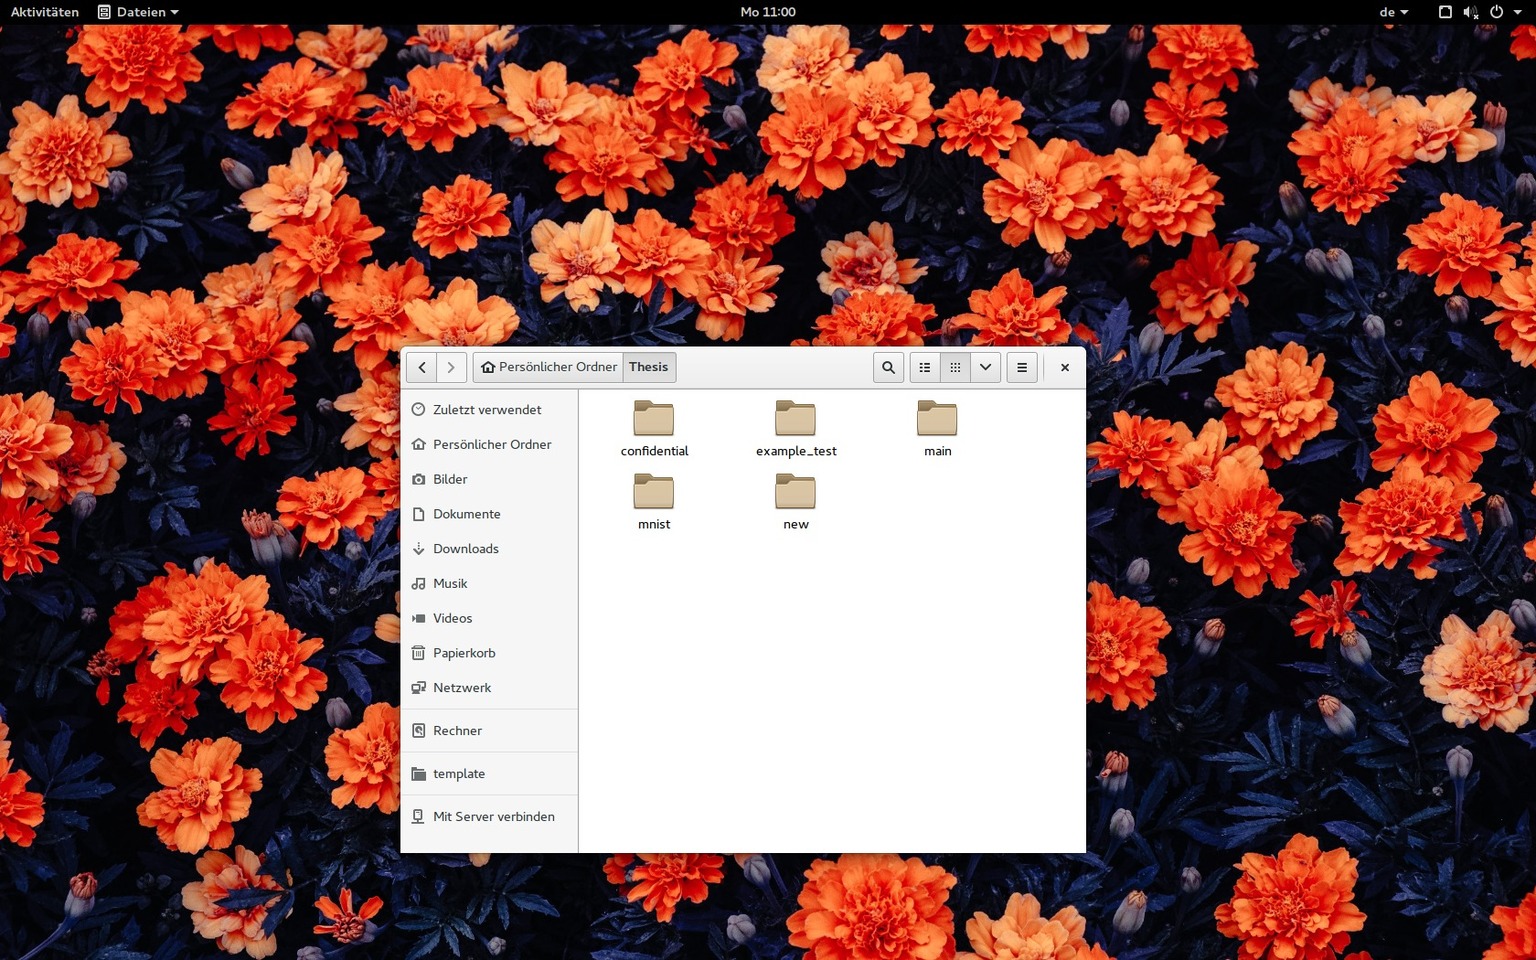 Aktivitäten Dateien Mo 11:00 de
Persönlicher Ordner Thesis
Zuletzt verwendet
Persönlicher Ordner
Bilder
Dokumente
Downloads
Musik
Videos
Papierkorb
Netzwerk
Rechner
template
Mit Server verbinden
confidential example_test main
mnist new